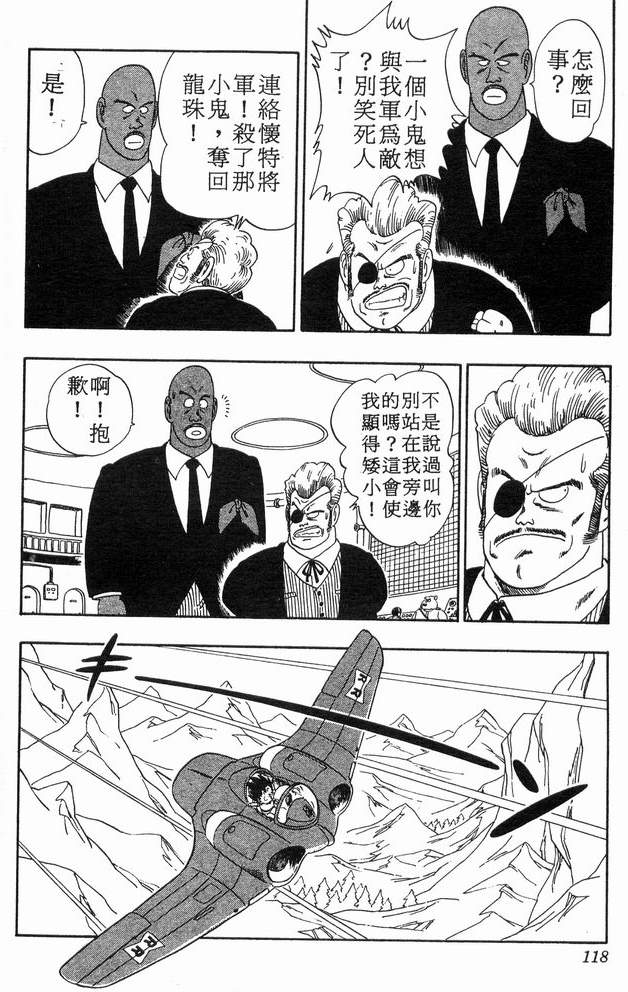 怎麼回
事？
一個小鬼想
與我軍為敵
？別笑死人
了！
連絡懷特將
軍！殺了那
小鬼，奪回
龍珠！
是！
不是說過叫你
別站在我旁邊
的嗎？這會使
我顯得矮小！
啊！抱
歉！
RR
RR
118